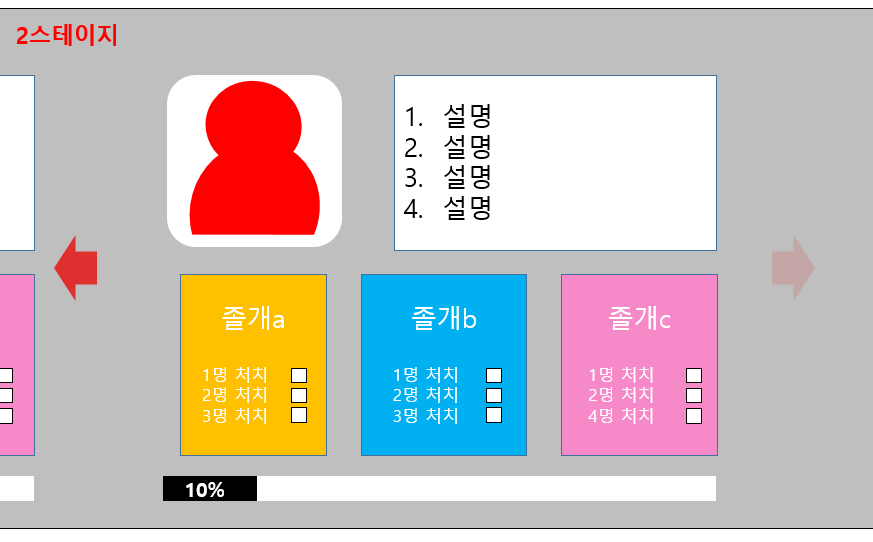 2스테이지
1. 설명
2. 설명
3. 설명
4. 설명
졸개a
1명 처치
2명 처치
3명 처치
졸개b
1명 처치
2명 처치
3명 처치
졸개c
1명 처치
2명 처치
4명 처치
10%